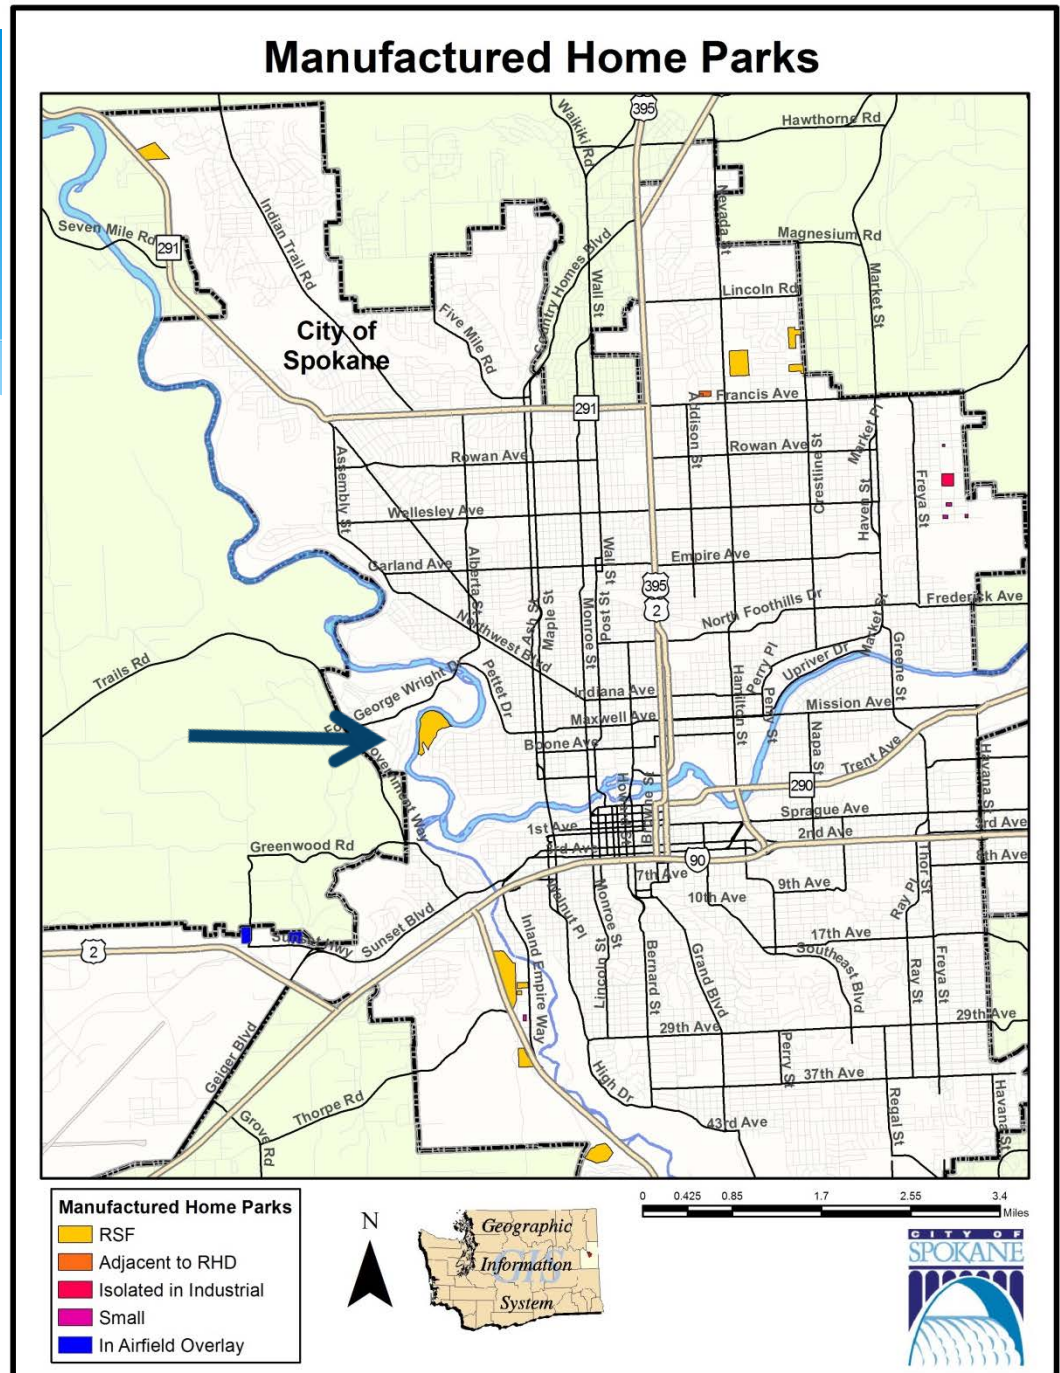 Manufactured Home Parks
395
Hawthorne Rd
Waikiki Rd
Indian Trail Rd
Nevada St
Seven Mile Rd
291
Magnesium Rd
Country Homes Blvd
Wall St
Market St
Lincoln Rd
Five Mile Rd
City of
Spokane
291
Francis Ave
Addison St
Market Pl
Assembly St
Rowan Ave
Rowan Ave
Crestline St
Freya St
Haven St
Wellesley Ave
Garland Ave
Alberta St
Wall St
Empire Ave
395
2
Ash St
Maple St
Monroe St
Post St
North Foothills Dr
Frederick Ave
Northwest Blvd
Market St
Greene St
Trails Rd
George Wright Dr
Pettet Dr
Perry Pl
Upriver Dr
Indiana Ave
Hamilton St
Perry St
Mission Ave
Maxwell Ave
Boone Ave
Napa St
Trent Ave
Havana St
290
Government Way
Browne St
Sprague Ave
1st Ave
2nd Ave
3rd Ave
3rd Ave
Greenwood Rd
90
8th Ave
7th Ave
9th Ave
10th Ave
Thor St
Ray Pl
Walnut Pl
Monroe St
Sunset Blvd
Inland Empire Way
17th Ave
2
Hwy
Lincoln St
Bernard St
Grand Blvd
Southeast Blvd
Ray St
Freya St
29th Ave
29th Ave
Geiger Blvd
Perry St
37th Ave
High Dr
Thorpe Rd
Grove Rd
43rd Ave
Regal St
Havana St
Manufactured Home Parks
RSF
Adjacent to RHD
Isolated in Industrial
Small
In Airfield Overlay
N
Geographic
GIS
Information
System
0 0.425 0.85 1.7 2.55 3.4
Miles
CITY OF
SPOKANE